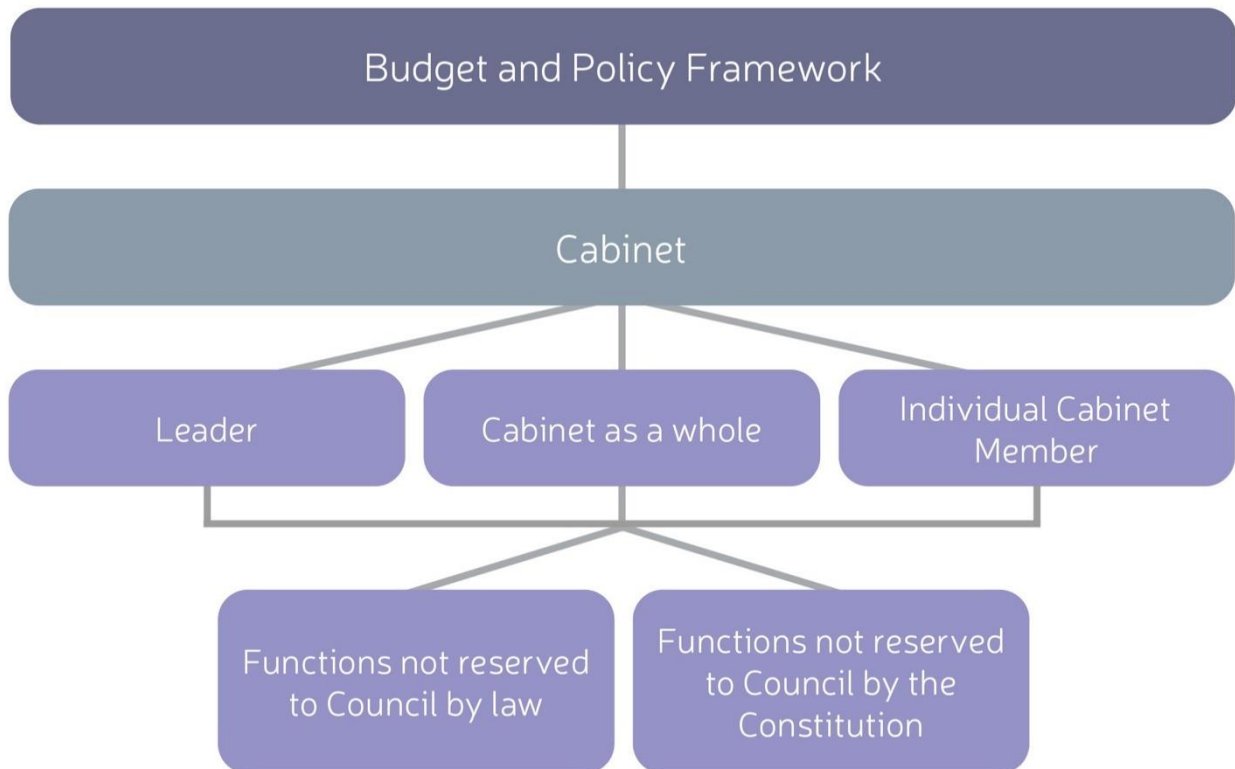 Budget and Policy Framework
Cabinet
Leader
Cabinet as a whole
Individual Cabinet
Member
Functions not reserved
to Council by law
Functions not reserved
to Council by the
Constitution